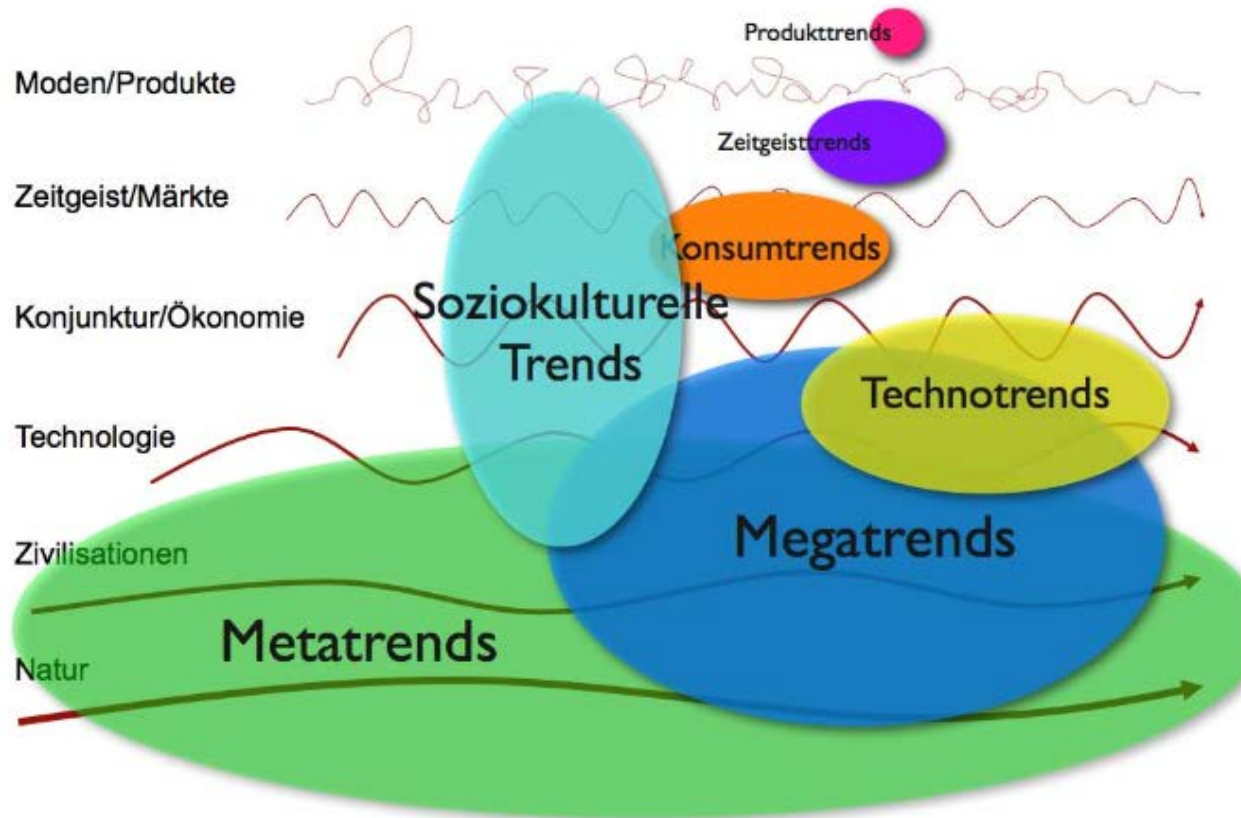 Produkttrends
Moden/Produkte
Zeitgeisttrends
Zeitgeist/Märkte
Konsumtrends
Soziokulturelle
Trends
Konjunktur/Ökonomie
Technotrends
Technologie
Megatrends
Zivilisationen
Metatrends
Natur